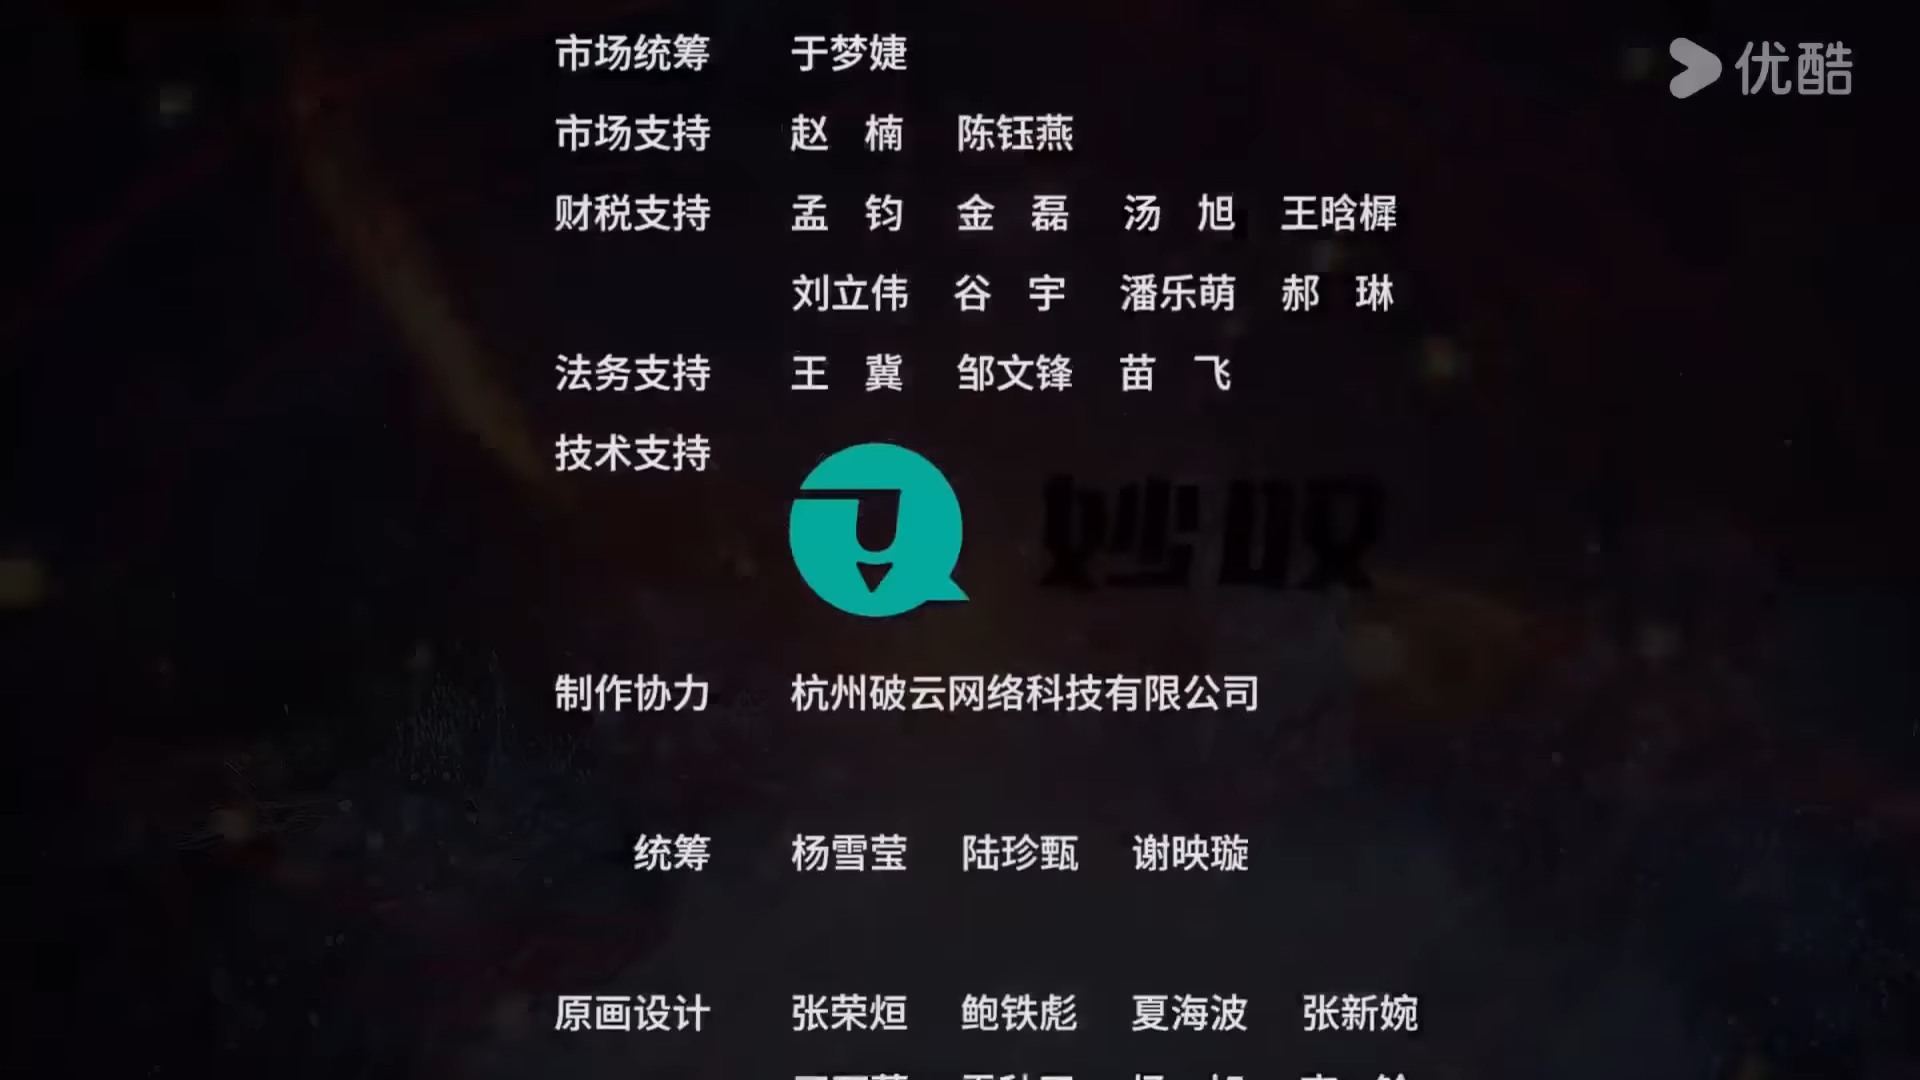 优酷
市场统筹 于梦婕
市场支持 赵 楠 陈钰燕
财税支持 孟 钧 金 磊 汤 旭 王晗樨
刘立伟 谷 宇 潘乐萌 郝 琳
法务支持 王 冀 邹文锋 苗 飞
技术支持
妙叹
制作协力 杭州破云网络科技有限公司
统筹 杨雪莹 陆珍甄 谢映璇
原画设计 张荣烜 鲍铁彪 夏海波 张新婉